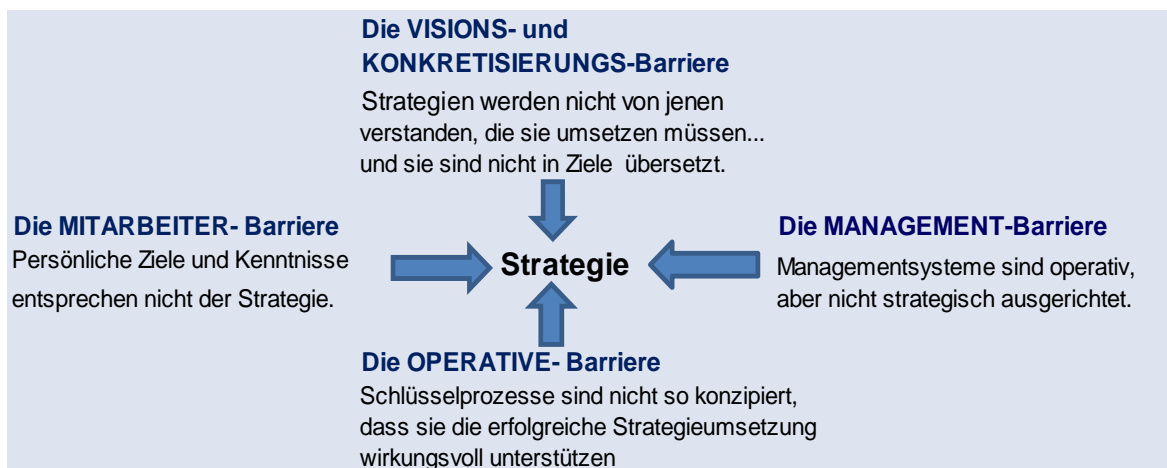 Die VISIONS- und
KONKRETISIERUNGS-Barriere
Strategien werden nicht von jenen
verstanden, die sie umsetzen müssen...
und sie sind nicht in Ziele übersetzt.
Die MITARBEITER- Barriere
Persönliche Ziele und Kenntnisse
entsprechen nicht der Strategie.
Strategie
Die MANAGEMENT-Barriere
Managementsysteme sind operativ,
aber nicht strategisch ausgerichtet.
Die OPERATIVE- Barriere
Schlüsselprozesse sind nicht so konzipiert,
dass sie die erfolgreiche Strategieumsetzung
wirkungsvoll unterstützen